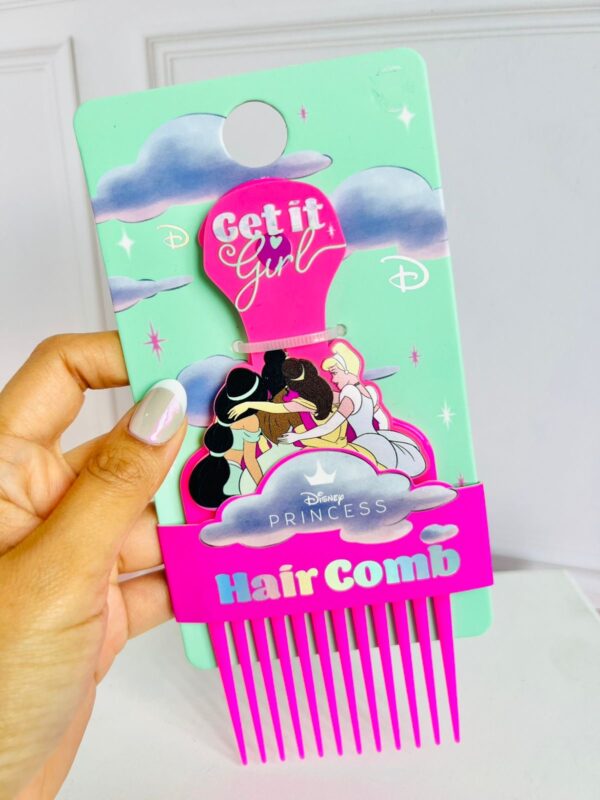 Get it
Girl
D
D
Disney
PRINCESS
Hair Comb